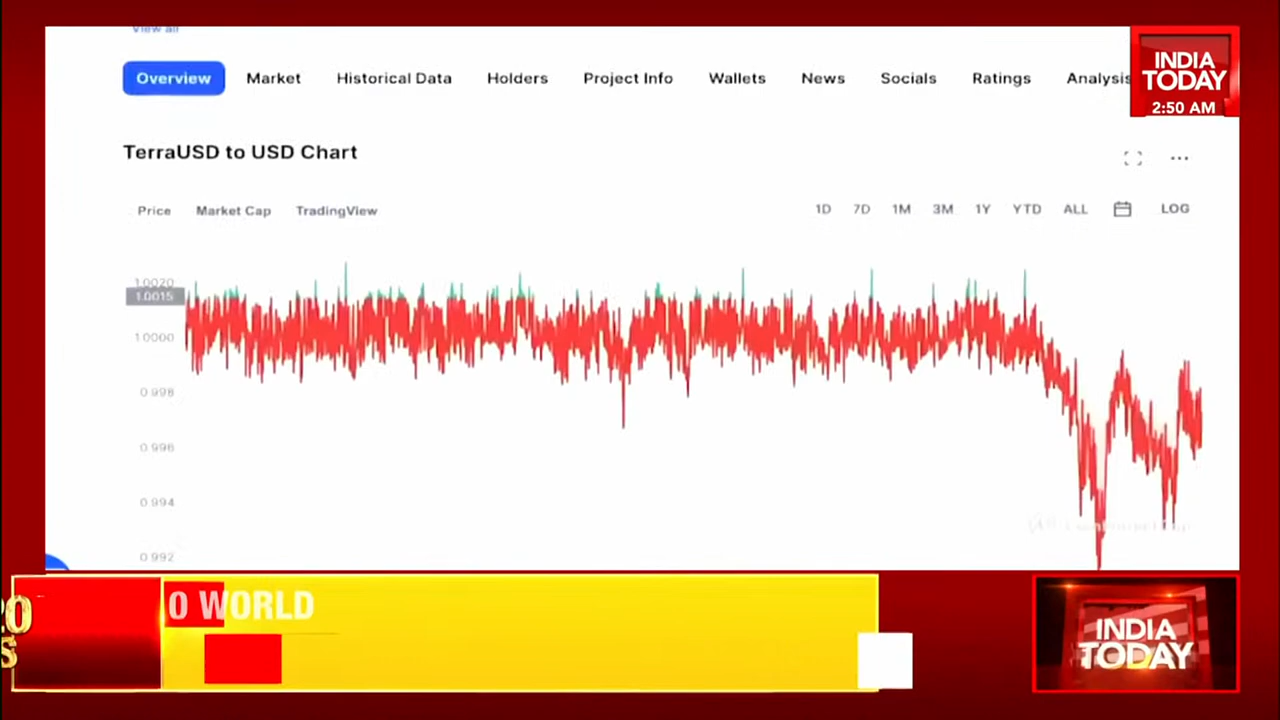 View all
Overview Market Historical Data Holders Project Info Wallets News Socials Ratings Analysis
INDIA
TODAY
2:50 AM
TerraUSD to USD Chart
Price Market Cap TradingView
1D 7D 1M 3M 1Y YTD ALL LOG
1.0020
1.0015
1.0000
0.998
0.996
0.994
0.992
O WORLD
INDIA
TODAY